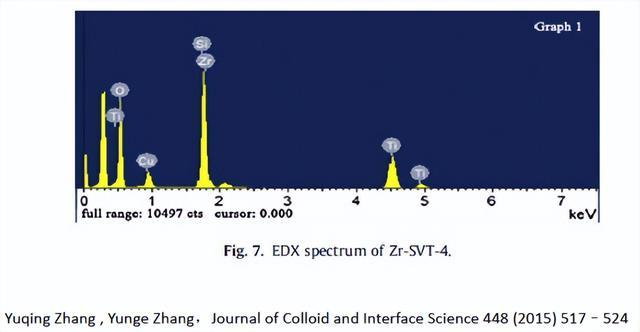 Graph 1
Si
Zr
O
Ti
Cu
Ti
Ti
0 1 2 3 4 5 6 7
full range: 10497 cts cursor: 0.000 keV
Fig. 7. EDX spectrum of Zr-SVT-4.
Yuqing Zhang , Yunge Zhang，Journal of Colloid and Interface Science 448 (2015) 517–524